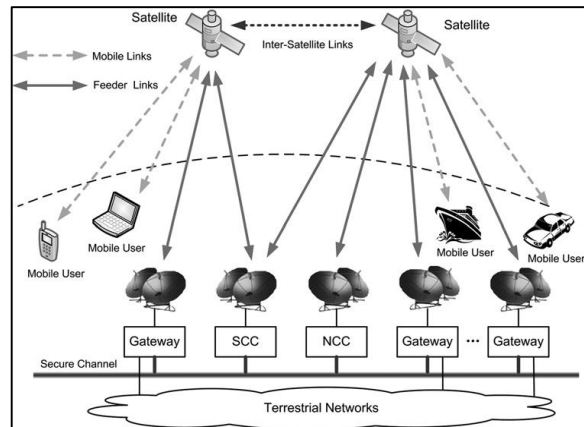 Satellite
Satellite
Inter-Satellite Links
Mobile Links
Feeder Links
Mobile User
Mobile User
Mobile User
Mobile User
Gateway
SCC
NCC
Gateway
...
Gateway
Secure Channel
Terrestrial Networks